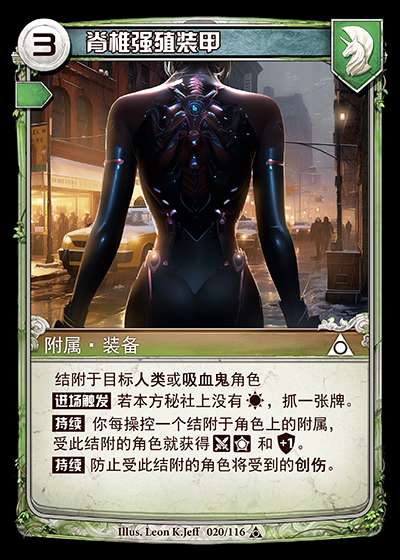 3
脊椎强殖装甲
附属·装备
结附于目标人类或吸血鬼角色
进场触发 若本方秘社上没有，抓一张牌。
持续 你每操控一个结附于角色上的附属，
受此结附的角色就获得 和 +1。
持续 防止受此结附的角色将受到的创伤。
Illus. Leon K.Jeff 020/116